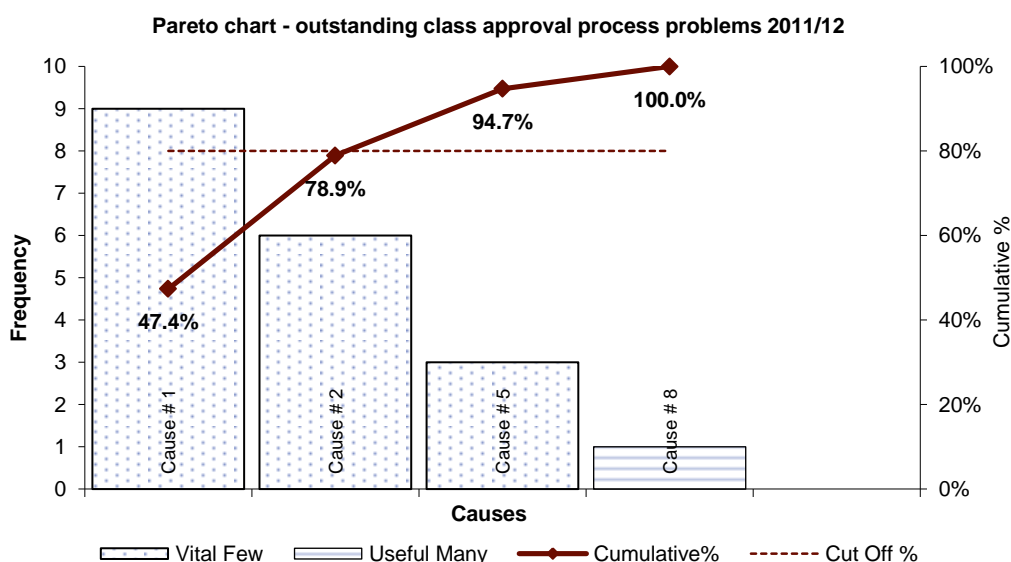 Pareto chart - outstanding class approval process problems 2011/12
10
9
8
7
6
5
4
3
2
1
0
Frequency
100%
80%
60%
40%
20%
0%
Cumulative %
47.4%
78.9%
94.7%
100.0%
Cause # 1
Cause # 2
Cause # 5
Cause # 8
Causes
Vital Few
Useful Many
Cumulative%
Cut Off %